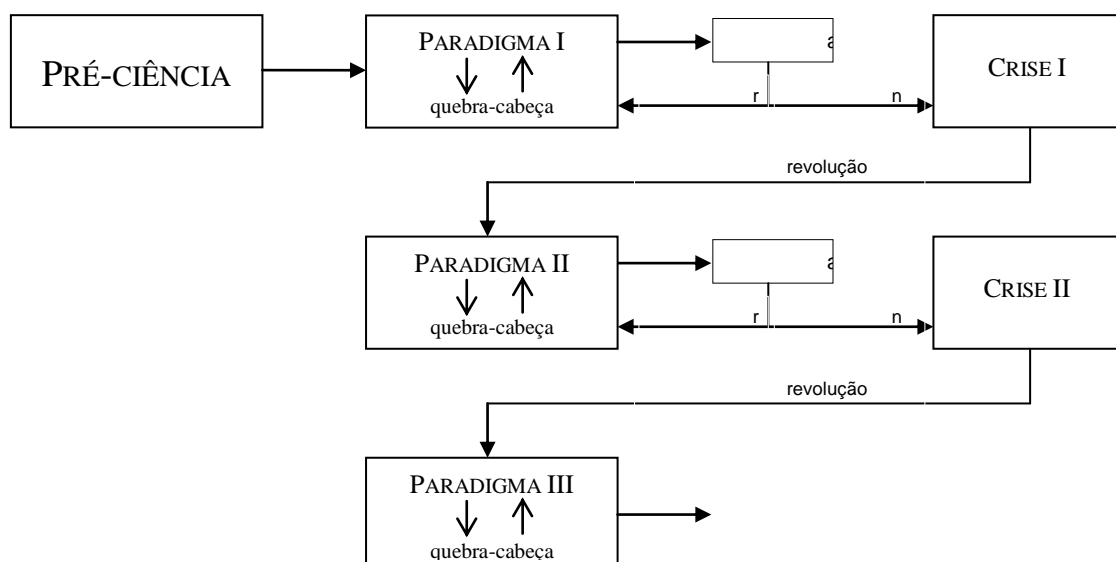 PRÉ-CIÊNCIA
PARADIGMA I
quebra-cabeça
a
r
n
CRISE I
revolução
PARADIGMA II
quebra-cabeça
a
r
n
CRISE II
revolução
PARADIGMA III
quebra-cabeça